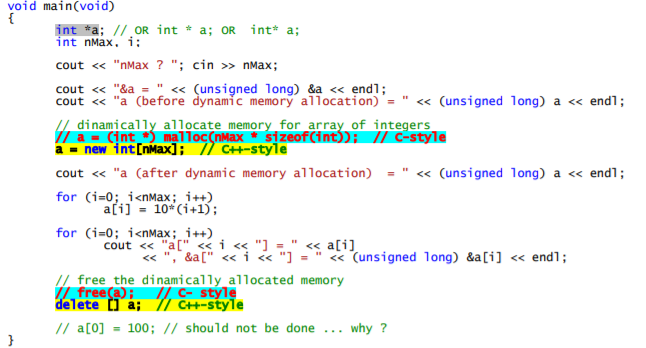 void main(void)
{
int *a; // OR int * a; OR int* a;
int nMax, i;
cout << "nMax ? "; cin >> nMax;
cout << "&a = " << (unsigned long) &a << endl;
cout << "a (before dynamic memory allocation) = " << (unsigned long) a << endl;
// dinamically allocate memory for array of integers
// a = (int *) malloc(nMax * sizeof(int)); // C-style
a = new int[nMax]; // C++-style
cout << "a (after dynamic memory allocation) = " << (unsigned long) a << endl;
for (i=0; i<nMax; i++)
a[i] = 10*(i+1);
for (i=0; i<nMax; i++)
cout << "a[" << i << "] = " << a[i]
<< ", &a[" << i << "] = " << (unsigned long) &a[i] << endl;
// free the dinamically allocated memory
// free(a); // C- style
delete [] a; // C++-style
// a[0] = 100; // should not be done ... why ?
}